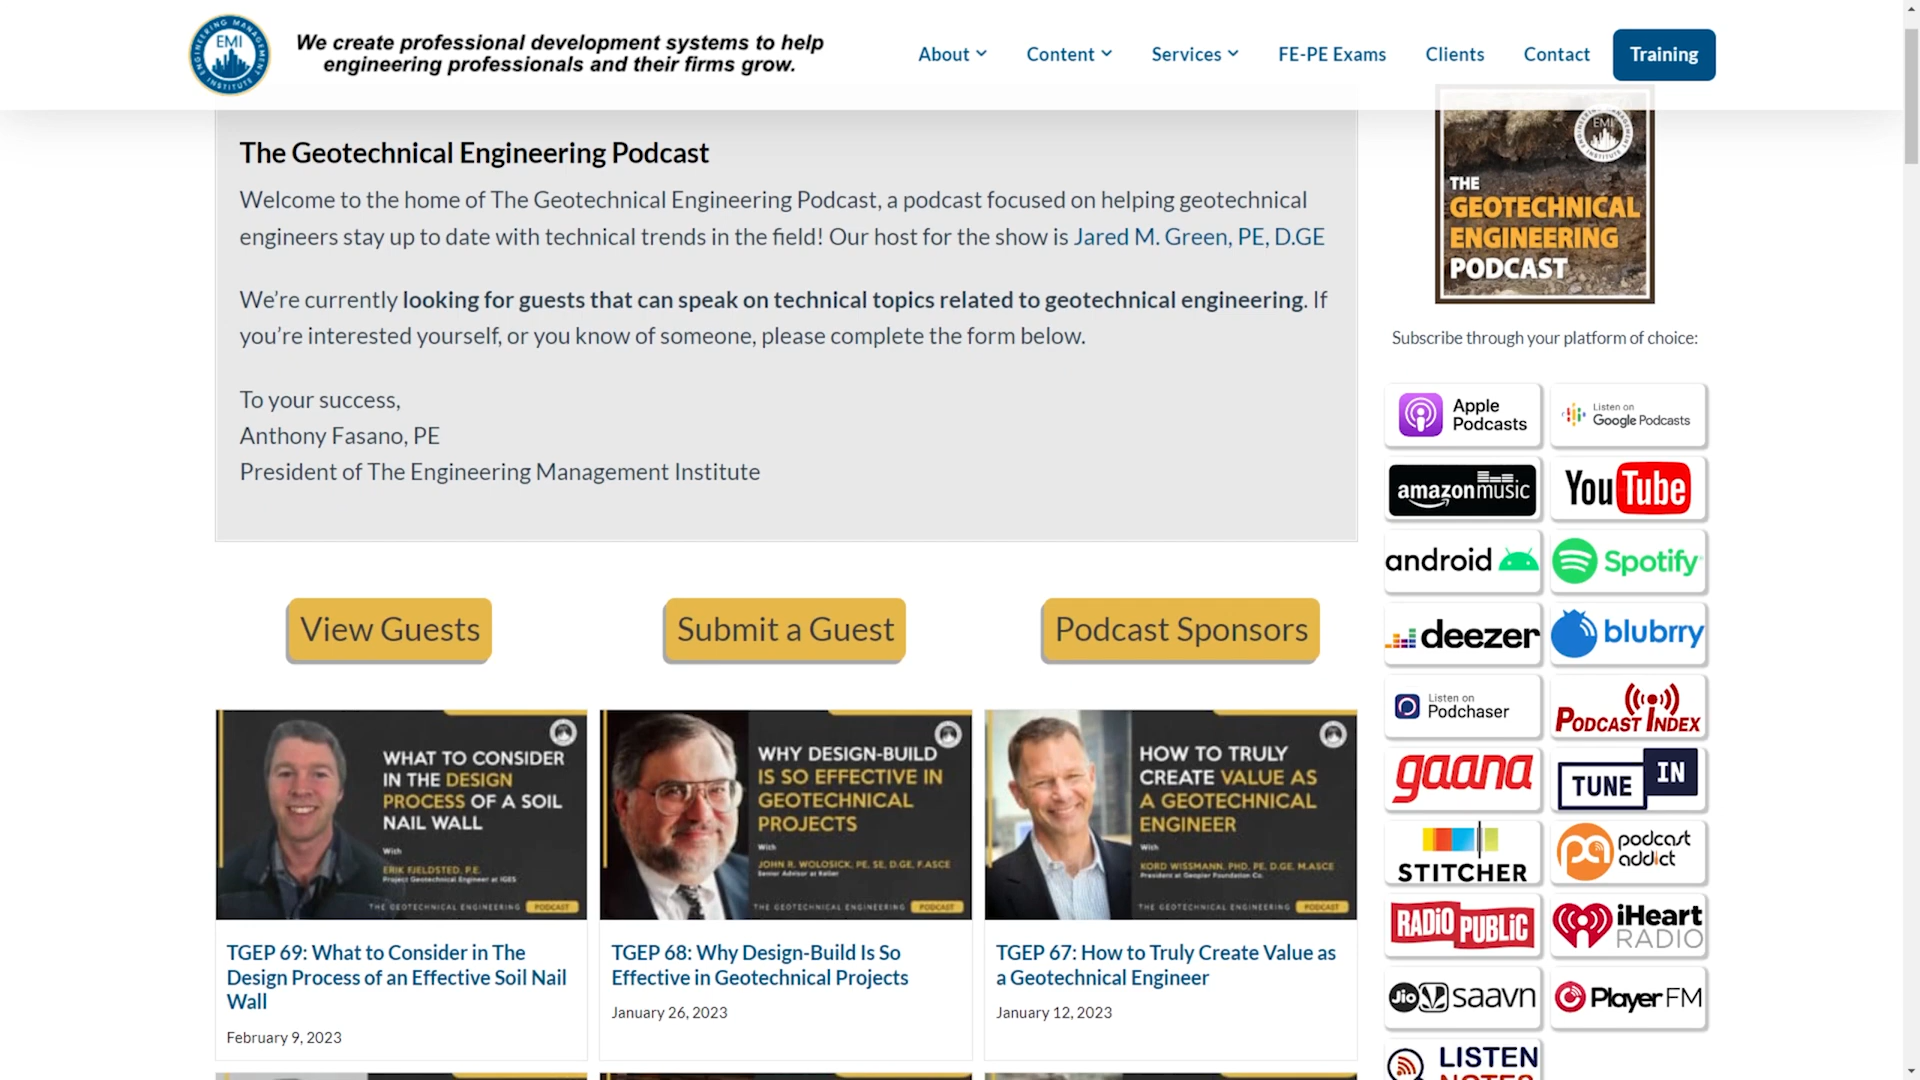 ENGINEERING MANAGEMENT INSTITUTE
EMI
We create professional development systems to help
engineering professionals and their firms grow.
About
Content
Services
FE-PE Exams
Clients
Contact
Training
The Geotechnical Engineering Podcast
Welcome to the home of The Geotechnical Engineering Podcast, a podcast focused on helping geotechnical
engineers stay up to date with technical trends in the field! Our host for the show is Jared M. Green, PE, D.GE
We’re currently looking for guests that can speak on technical topics related to geotechnical engineering. If
you’re interested yourself, or you know of someone, please complete the form below.
To your success,
Anthony Fasano, PE
President of The Engineering Management Institute
EMI
THE
GEOTECHNICAL
ENGINEERING
PODCAST
Subscribe through your platform of choice:
Apple
Podcasts
Listen on
Google Podcasts
amazon music
YouTube
android
Spotify
deezer
blubrry
Listen on
Podchaser
PODCAST INDEX
gaana
TUNE IN
STITCHER
podcast
addict
RADIO PUBLIC
iHeart
RADIO
Jio saavn
Player FM
LISTEN
NOTES
View Guests
Submit a Guest
Podcast Sponsors
WHAT TO CONSIDER
IN THE DESIGN
PROCESS OF A SOIL
NAIL WALL
With
ERIK FJELDSTED, P.E.
Project Geotechnical Engineer at IGES
THE GEOTECHNICAL ENGINEERING PODCAST
WHY DESIGN-BUILD
IS SO EFFECTIVE IN
GEOTECHNICAL
PROJECTS
With
JOHN R. WOLOSICK, PE, SE, D.GE, F.ASCE
Senior Advisor at Keller
THE GEOTECHNICAL ENGINEERING PODCAST
HOW TO TRULY
CREATE VALUE AS
A GEOTECHNICAL
ENGINEER
With
KORD WISSMANN, PHD, PE, D.GE, M.ASCE
President at Geopier Foundation Co.
THE GEOTECHNICAL ENGINEERING PODCAST
TGEP 69: What to Consider in The
Design Process of an Effective Soil Nail
Wall
February 9, 2023
TGEP 68: Why Design-Build Is So
Effective in Geotechnical Projects
January 26, 2023
TGEP 67: How to Truly Create Value as
a Geotechnical Engineer
January 12, 2023